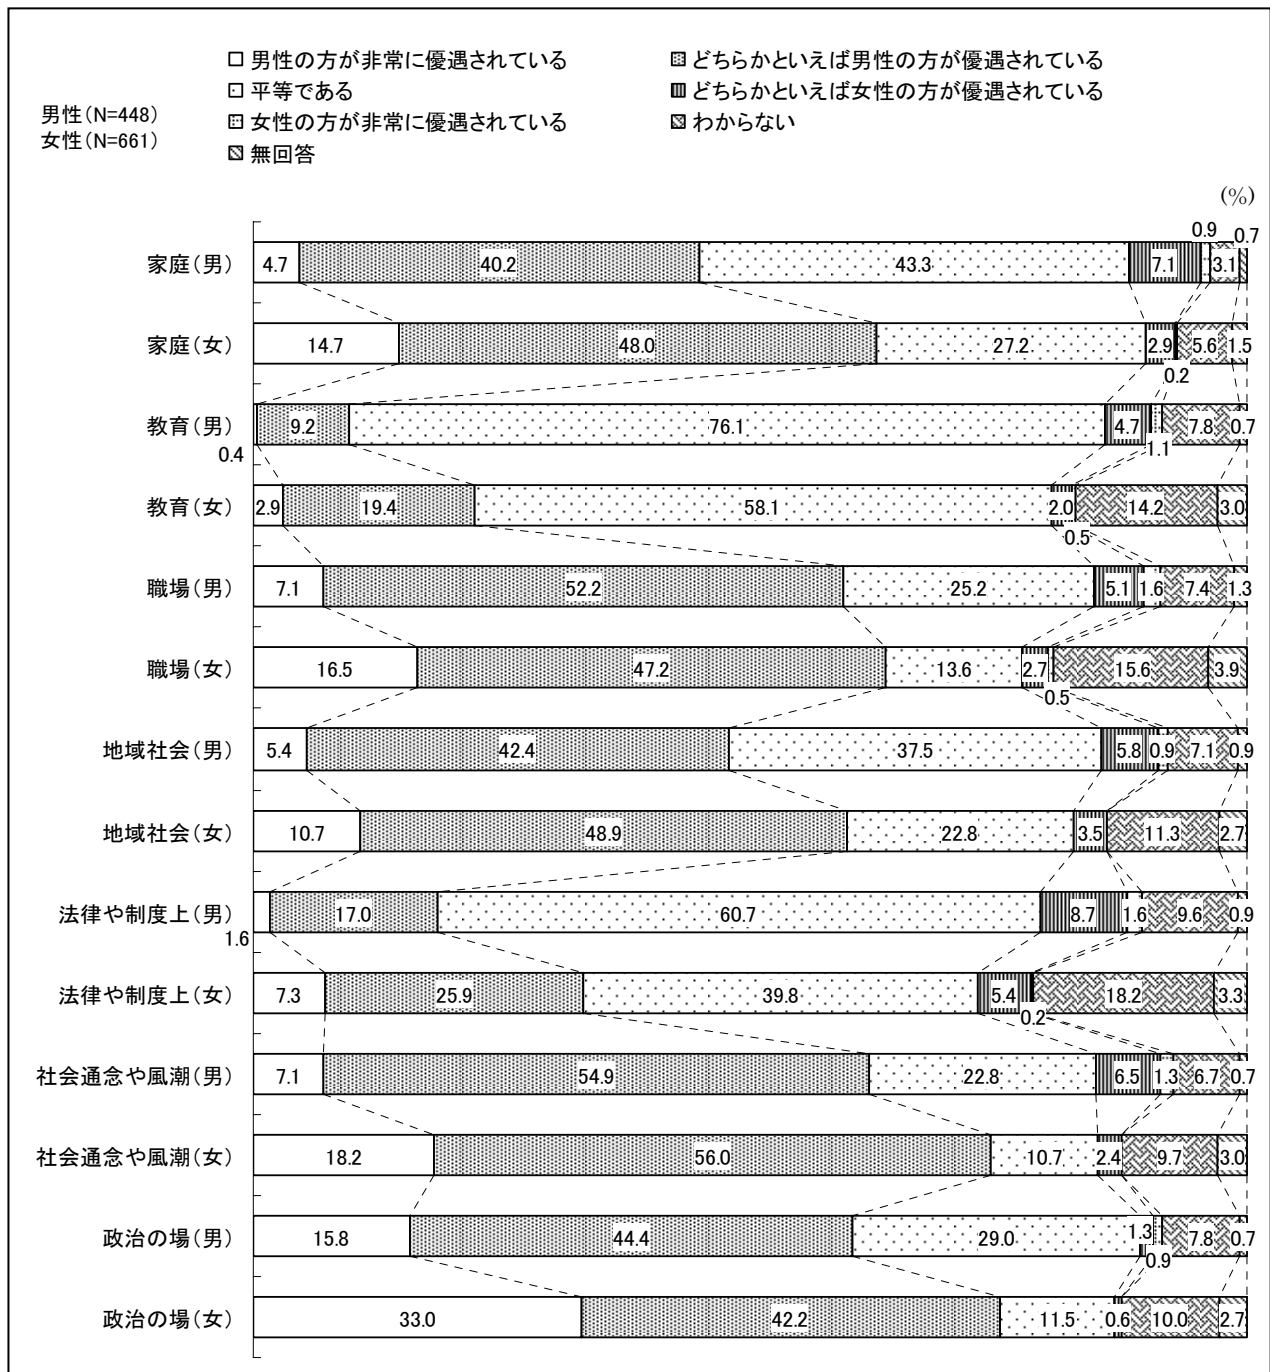 □ 男性の方が非常に優遇されている
どちらかといえば男性の方が優遇されている
平等である
どちらかといえば女性の方が優遇されている
女性の方が非常に優遇されている
わからない
無回答
男性(N=448)
女性(N=661)
(%)
家庭(男) 4.7 40.2 43.3 7.1 0.9 3.1 0.7
家庭(女) 14.7 48.0 27.2 2.9 0.2 5.6 1.5
教育(男) 0.4 9.2 76.1 4.7 1.1 7.8 0.7
教育(女) 2.9 19.4 58.1 2.0 0.5 14.2 3.0
職場(男) 7.1 52.2 25.2 5.1 1.6 7.4 1.3
職場(女) 16.5 47.2 13.6 2.7 0.5 15.6 3.9
地域社会(男) 5.4 42.4 37.5 5.8 0.9 7.1 0.9
地域社会(女) 10.7 48.9 22.8 3.5 11.3 2.7
法律や制度上(男) 1.6 17.0 60.7 8.7 1.6 9.6 0.9
法律や制度上(女) 7.3 25.9 39.8 5.4 0.2 18.2 3.3
社会通念や風潮(男) 7.1 54.9 22.8 6.5 1.3 6.7 0.7
社会通念や風潮(女) 18.2 56.0 10.7 2.4 9.7 3.0
政治の場(男) 15.8 44.4 29.0 1.3 0.9 7.8 0.7
政治の場(女) 33.0 42.2 11.5 0.6 10.0 2.7